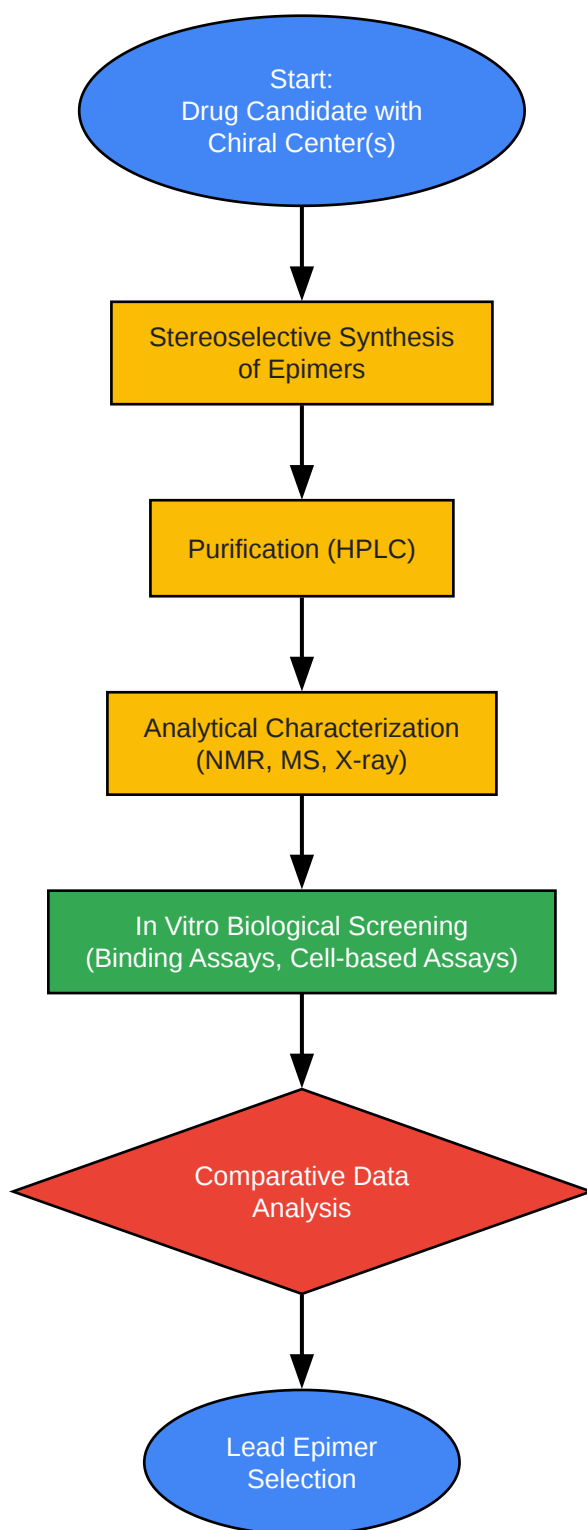 Start:
Drug Candidate with
Chiral Center(s)
Stereoselective Synthesis
of Epimers
Purification (HPLC)
Analytical Characterization
(NMR, MS, X-ray)
In Vitro Biological Screening
(Binding Assays, Cell-based Assays)
Comparative Data
Analysis
Lead Epimer
Selection